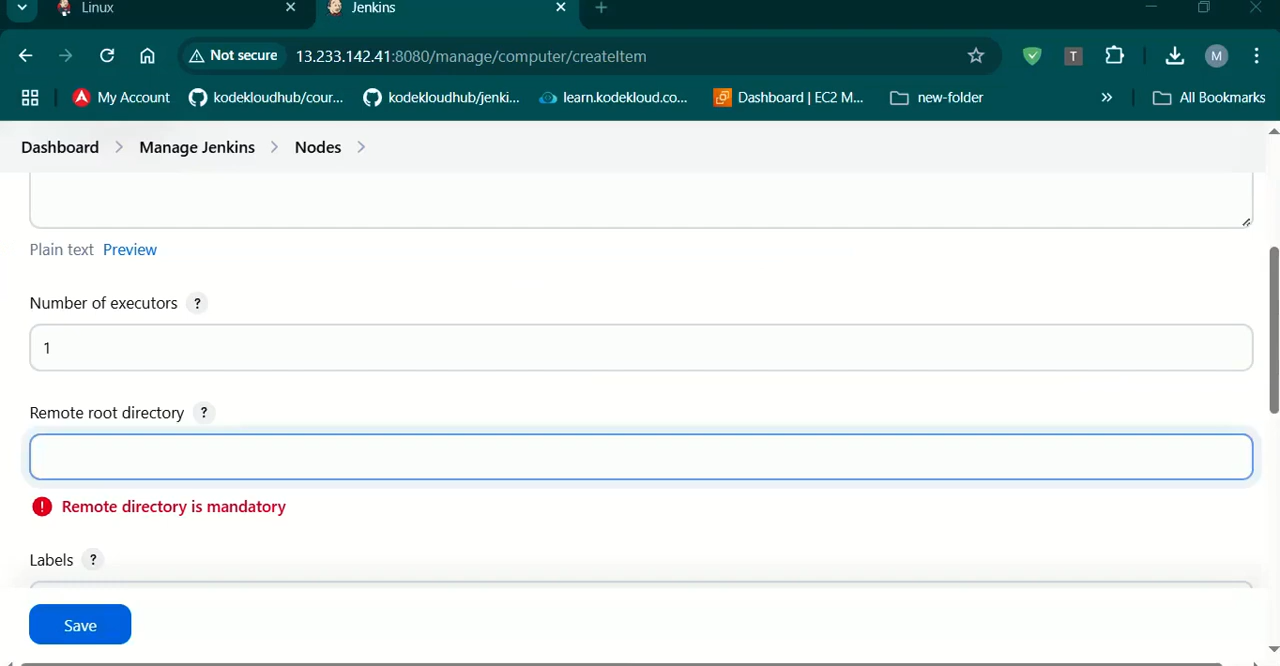 Linux
Jenkins
Not secure
13.233.142.41:8080/manage/computer/createItem
T
M
My Account
kodekloudhub/cour...
kodekloudhub/jenki...
learn.kodekloud.co...
Dashboard | EC2 M...
new-folder
All Bookmarks
Dashboard
Manage Jenkins
Nodes
Plain text Preview
Number of executors ?
1
Remote root directory ?
! Remote directory is mandatory
Labels ?
Save